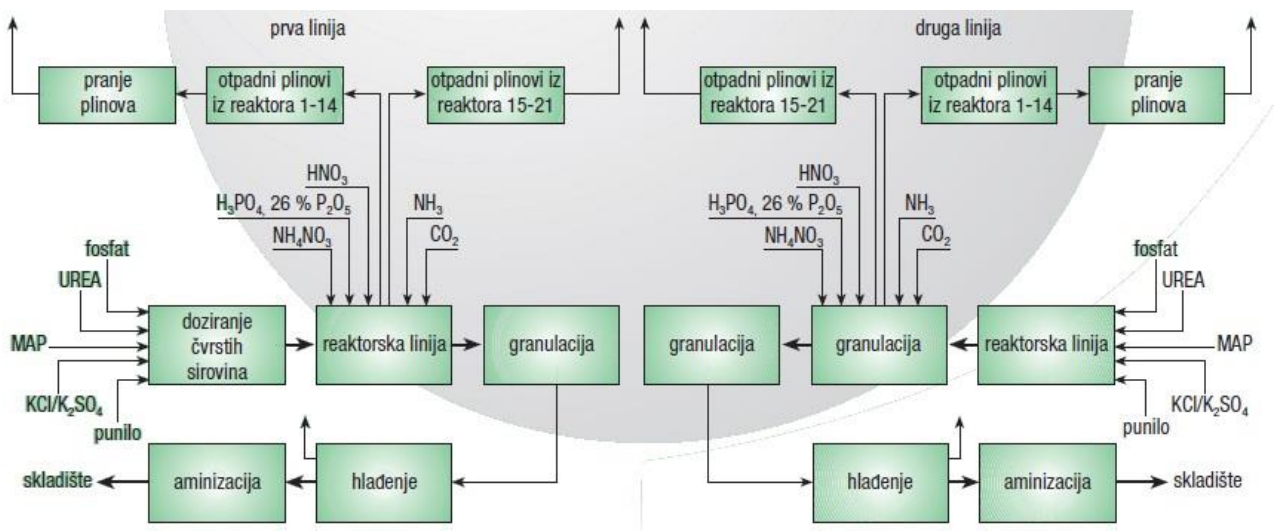 prva linija
druga linija
pranje
plinova
otpadni plinovi
iz reaktora 1-14
otpadni plinovi iz
reaktora 15-21
otpadni plinovi iz
reaktora 15-21
otpadni plinovi
iz reaktora 1-14
pranje
plinova
HNO₃
H₃PO₄, 26 % P₂O₅
NH₄NO₃
NH₃
CO₂
HNO₃
H₃PO₄, 26 % P₂O₅
NH₄NO₃
NH₃
CO₂
fosfat
UREA
MAP
KCl/K₂SO₄
punilo
doziranje
čvrstih
sirovina
reaktorska linija
granulacija
granulacija
granulacija
reaktorska linija
fosfat
UREA
MAP
KCl/K₂SO₄
punilo
skladište
aminizacija
hlađenje
hlađenje
aminizacija
skladište